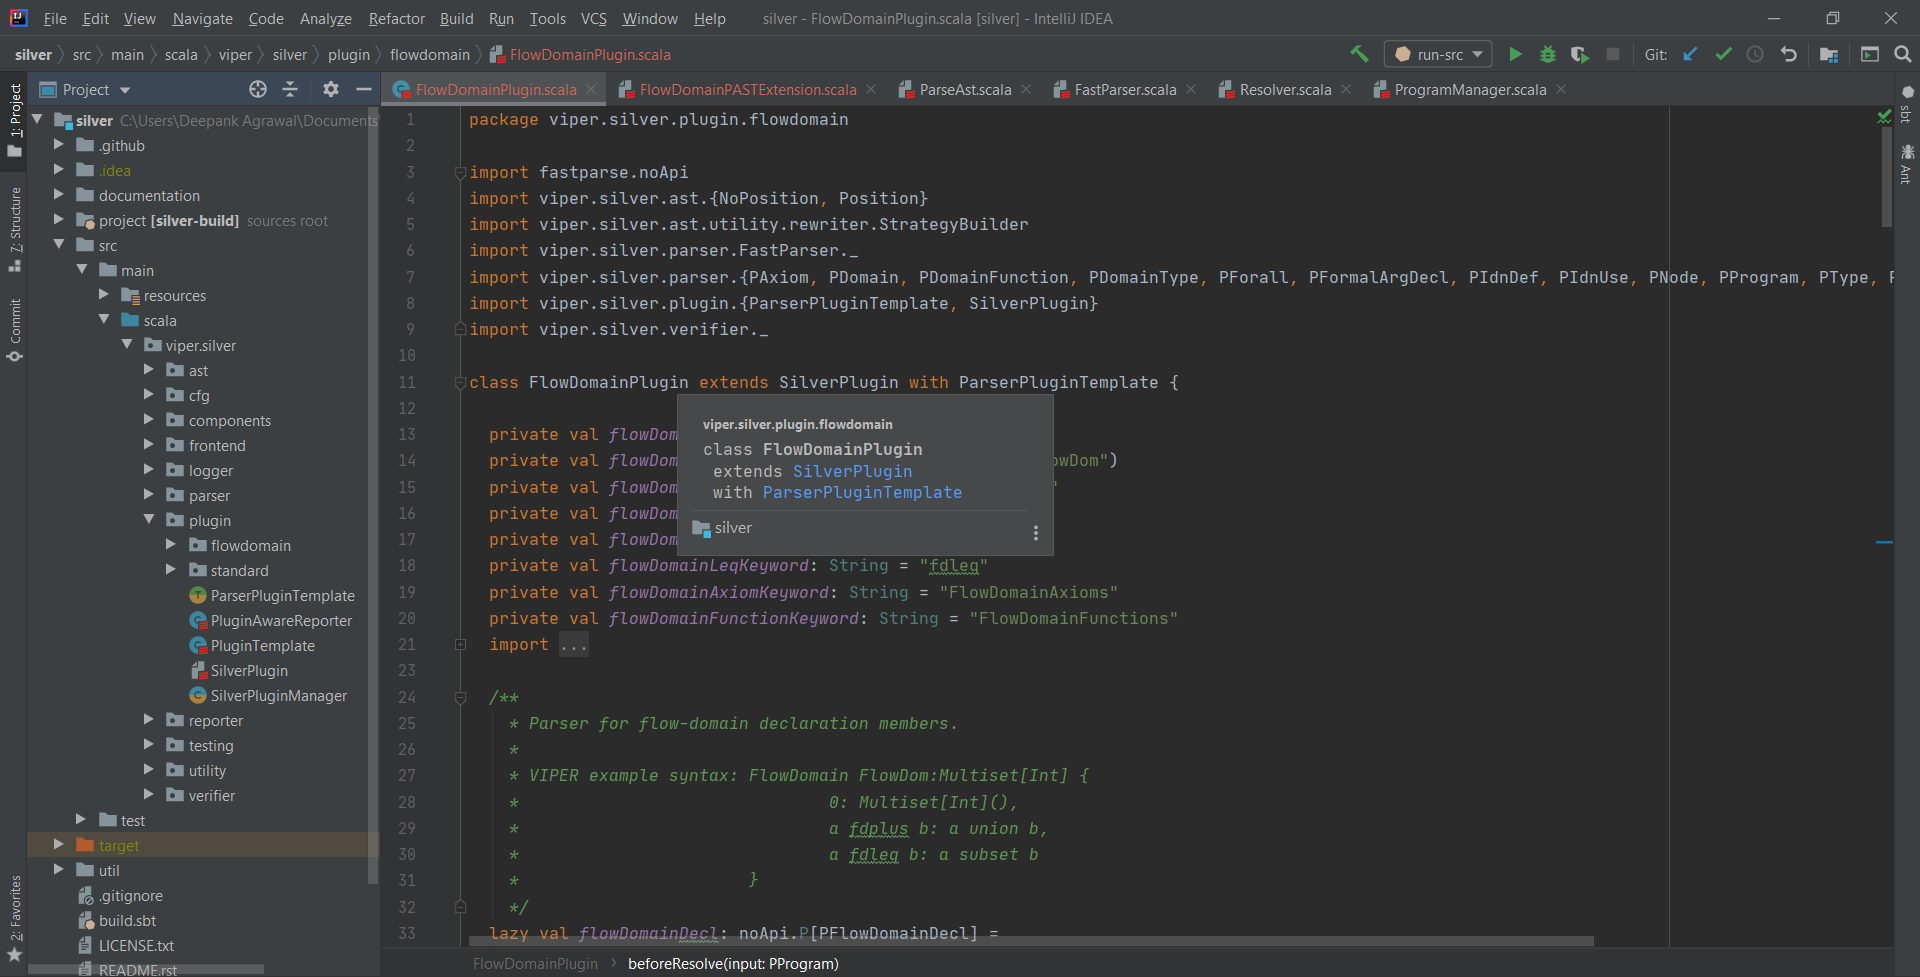 File Edit View Navigate Code Analyze Refactor Build Run Tools VCS Window Help silver - FlowDomainPlugin.scala [silver] - IntelliJ IDEA
silver src main scala viper silver plugin flowdomain FlowDomainPlugin.scala run-src Git:
Project
FlowDomainPlugin.scala FlowDomainPASTExtension.scala ParseAst.scala FastParser.scala Resolver.scala ProgramManager.scala
1: Project
7: Structure
Commit
2: Favorites
silver C:\Users\Deepank Agrawal\Documents
.github
.idea
documentation
project [silver-build] sources root
src
main
resources
scala
viper.silver
ast
cfg
components
frontend
logger
parser
plugin
flowdomain
standard
ParserPluginTemplate
PluginAwareReporter
PluginTemplate
SilverPlugin
SilverPluginManager
reporter
testing
utility
verifier
test
target
util
.gitignore
build.sbt
LICENSE.txt
README.rst
1 package viper.silver.plugin.flowdomain
2
3 import fastparse.noApi
4 import viper.silver.ast.{NoPosition, Position}
5 import viper.silver.ast.utility.rewriter.StrategyBuilder
6 import viper.silver.parser.FastParser._
7 import viper.silver.parser.{PAxiom, PDomain, PDomainFunction, PDomainType, PForall, PFormalArgDecl, PIdnDef, PIdnUse, PNode, PProgram, PType,
8 import viper.silver.plugin.{ParserPluginTemplate, SilverPlugin}
9 import viper.silver.verifier._
10
11 class FlowDomainPlugin extends SilverPlugin with ParserPluginTemplate {
12
13 private val flowDom
14 private val flowDom owDom")
15 private val flowDom "
16 private val flowDom
17 private val flowDom
18 private val flowDomainLeqKeyword: String = "fdleq"
19 private val flowDomainAxiomKeyword: String = "FlowDomainAxioms"
20 private val flowDomainFunctionKeyword: String = "FlowDomainFunctions"
21 import ...
23
24 /**
25 * Parser for flow-domain declaration members.
26 *
27 * VIPER example syntax: FlowDomain FlowDom:Multiset[Int] {
28 * 0: Multiset[Int](),
29 * a fdplus b: a union b,
30 * a fdleq b: a subset b
31 * }
32 */
33 lazy val flowDomainDecl: noApi.P[PFlowDomainDecl] =
viper.silver.plugin.flowdomain
class FlowDomainPlugin
extends SilverPlugin
with ParserPluginTemplate
silver
FlowDomainPlugin beforeResolve(input: PProgram)
sbt
Ant